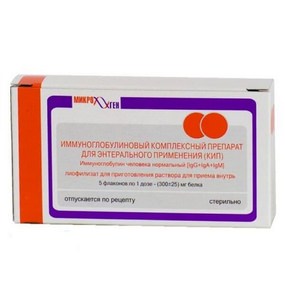 МИКРОГЕН
ИММУНОГЛОБУЛИНОВЫЙ КОМПЛЕКСНЫЙ ПРЕПАРАТ
ДЛЯ ЭНТЕРАЛЬНОГО ПРИМЕНЕНИЯ (КИП)
Иммуноглобулин человека нормальный [IgG+IgA+IgM]
лиофилизат для приготовления раствора для приема внутрь
5 флаконов по 1 дозе - (300±25) мг белка
отпускается по рецепту
стерильно